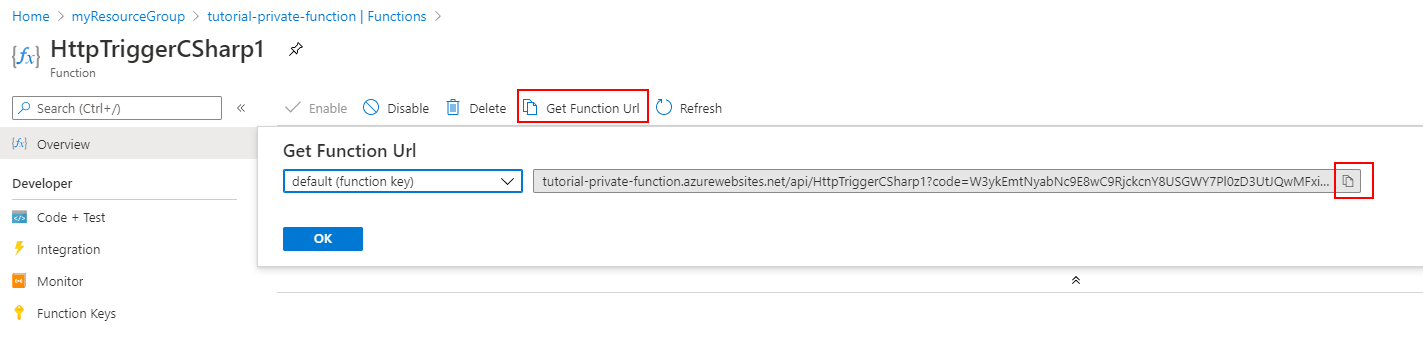 Home > myResourceGroup > tutorial-private-function | Functions >
{fx} HttpTriggerCSharp1
Function
Search (Ctrl+/) «
Enable Disable Delete Get Function Url Refresh
{fx} Overview
Get Function Url
default (function key) tutorial-private-function.azurewebsites.net/api/HttpTriggerCSharp1?code=W3ykEmtNyabNc9E8wC9RjckcnY8USGWY7Pl0zD3UtJQwMFxi...
Developer
Code + Test
OK
Integration
Monitor
Function Keys